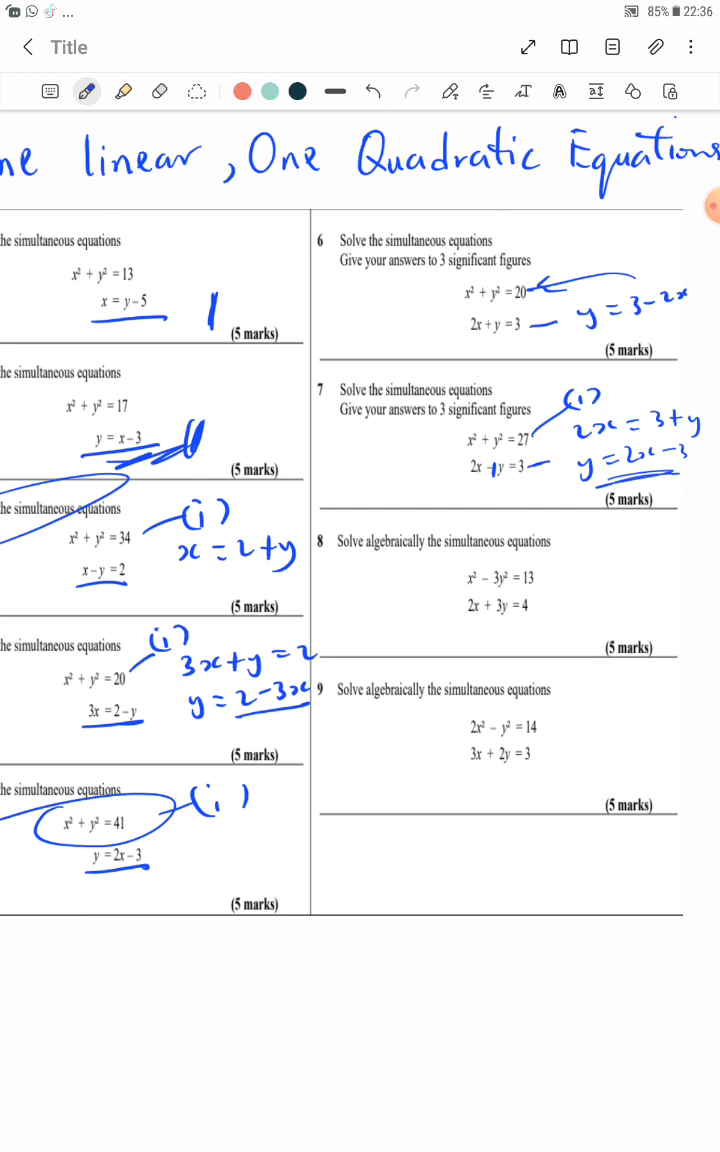 85% 22:36
Title
ne linear, One Quadratic Equations
he simultaneous equations
x² + y² = 13
x = y – 5
(5 marks)
he simultaneous equations
x² + y² = 17
y = x – 3
(5 marks)
he simultaneous equations
x² + y² = 34 (i)
x = 2 + y
x – y = 2
(5 marks)
he simultaneous equations (i)
3x + y = 2
x² + y² = 20
y = 2 – 3x
3x = 2 – y
(5 marks)
he simultaneous equations
(i)
x² + y² = 41
y = 2x – 3
(5 marks)
6 Solve the simultaneous equations
Give your answers to 3 significant figures
x² + y² = 20
y = 3 – 2x
2x + y = 3
(5 marks)
7 Solve the simultaneous equations
Give your answers to 3 significant figures
(i)
2x = 3 + y
x² + y² = 27
2x – y = 3
y = 2x – 3
(5 marks)
8 Solve algebraically the simultaneous equations
x² – 3y² = 13
2x + 3y = 4
(5 marks)
9 Solve algebraically the simultaneous equations
2x² – y² = 14
3x + 2y = 3
(5 marks)